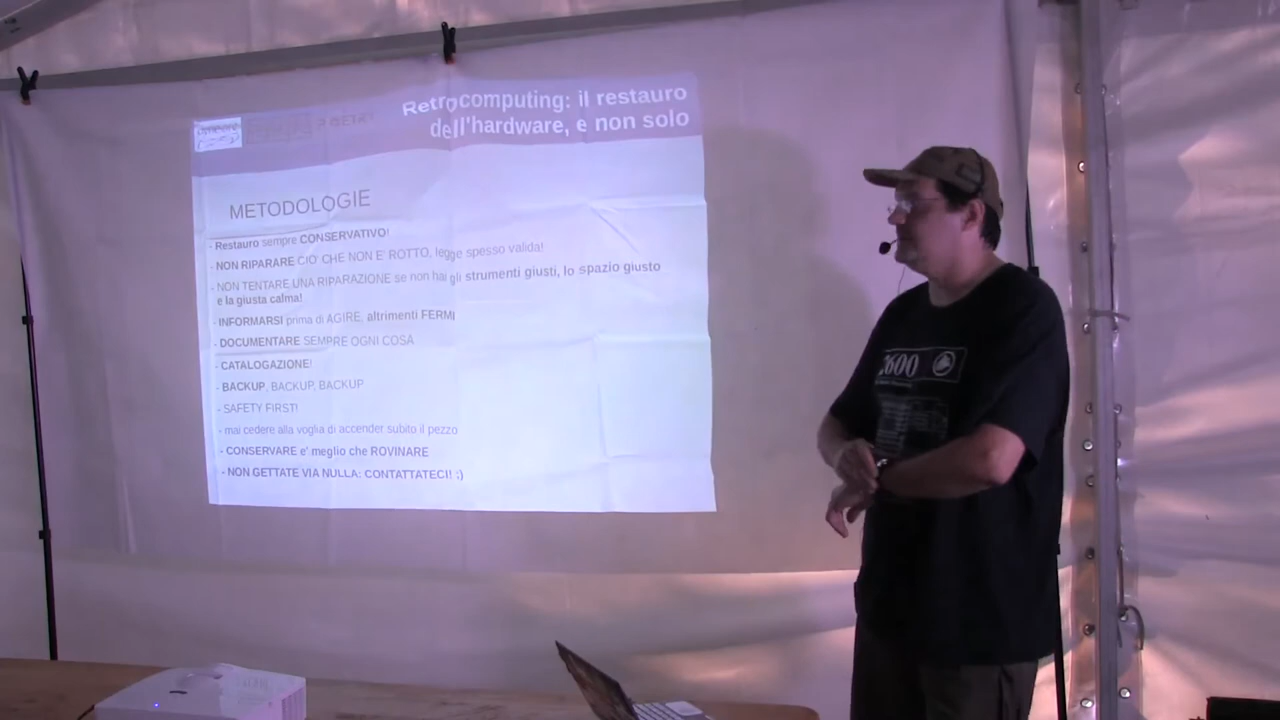 Retrocomputing: il restauro
dell'hardware, e non solo
METODOLOGIE
- Restauro sempre CONSERVATIVO!
- NON RIPARARE CIO' CHE NON E' ROTTO, legge spesso valida!
- NON TENTARE UNA RIPARAZIONE se non hai gli strumenti giusti, lo spazio giusto
e la giusta calma!
- INFORMARSI prima di AGIRE, altrimenti FERMI
- DOCUMENTARE SEMPRE OGNI COSA
- CATALOGAZIONE!
- BACKUP, BACKUP, BACKUP
- SAFETY FIRST!
- mai cedere alla voglia di accender subito il pezzo
- CONSERVARE e' meglio che ROVINARE
- NON GETTATE VIA NULLA: CONTATTATECI! ;)
2600